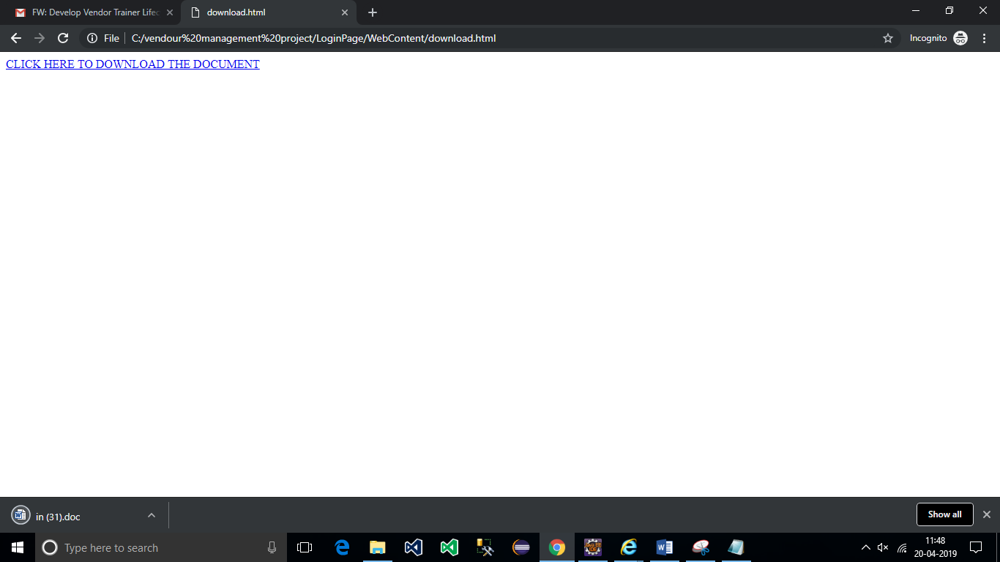 FW: Develop Vendor Trainer Lifec
download.html
File
C:/vendour%20management%20project/LoginPage/WebContent/download.html
Incognito
CLICK HERE TO DOWNLOAD THE DOCUMENT
in (31).doc
Show all
Type here to search
11:48
20-04-2019